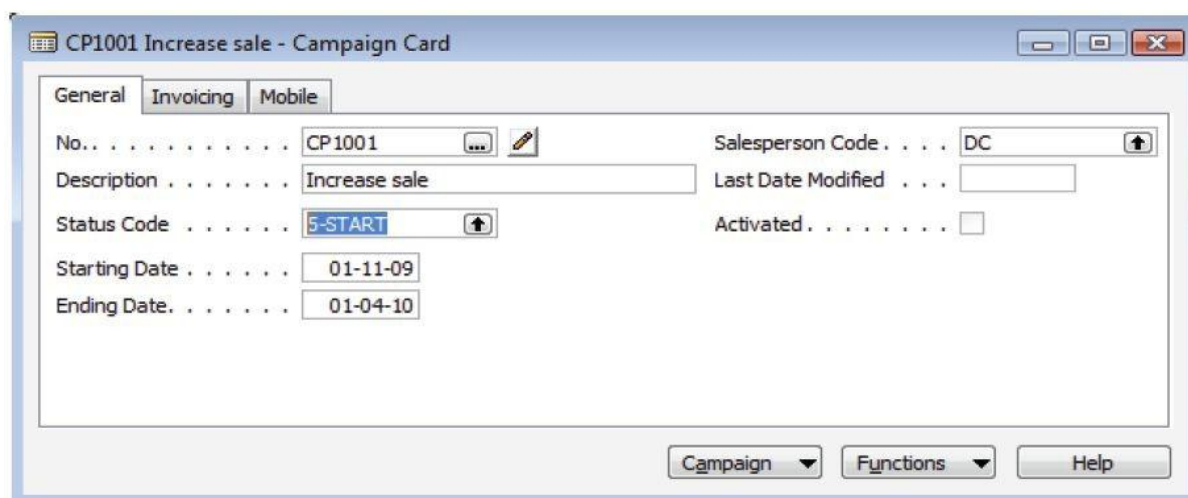 CP1001 Increase sale - Campaign Card
General Invoicing Mobile
No.. . . . . . . . . . . CP1001 ... Salesperson Code. . . . DC
Description . . . . . . . Increase sale Last Date Modified . . .
Status Code . . . . . . 5-START Activated. . . . . . . .
Starting Date . . . . . . 01-11-09
Ending Date. . . . . . . 01-04-10
Campaign Functions Help